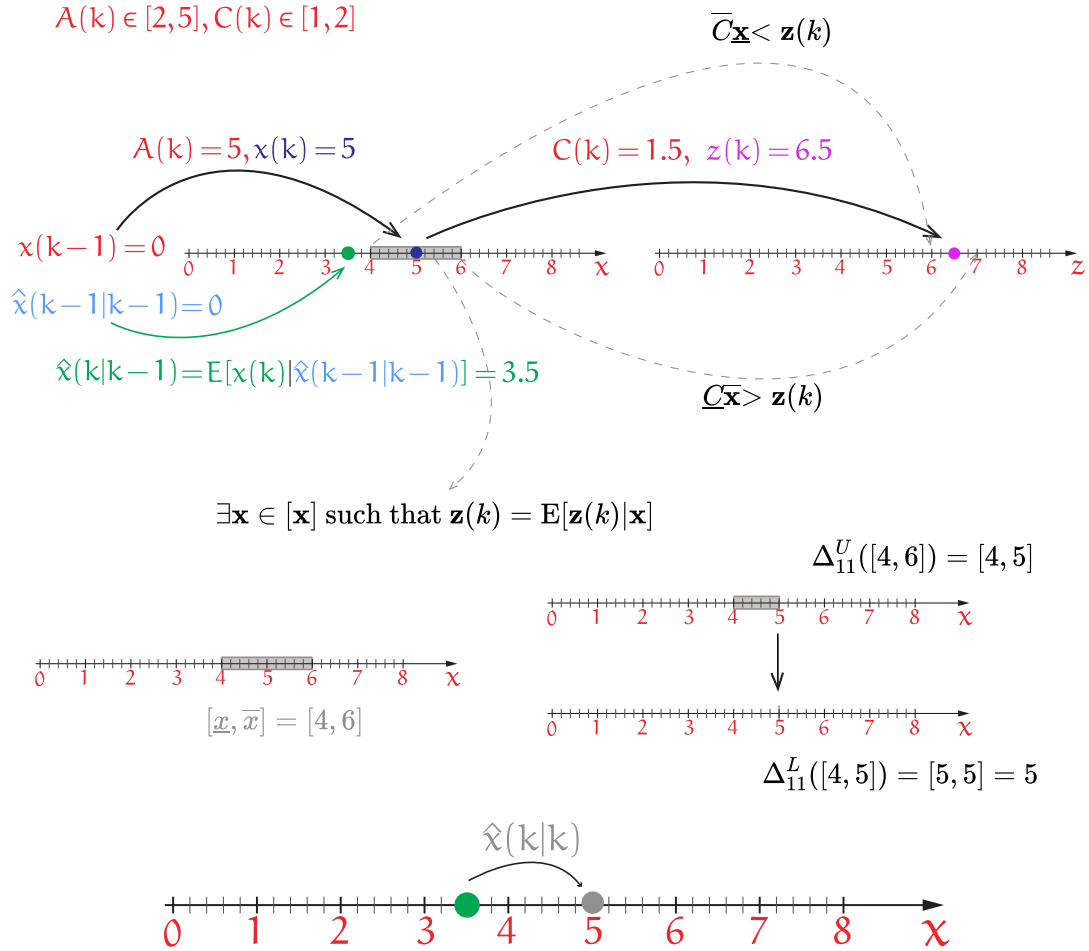 A(k) ∈ [2,5], C(k) ∈ [1,2]
C̅x̲ < z(k)
A(k) = 5, x(k) = 5
C(k) = 1.5, z(k) = 6.5
x(k−1) = 0
0 1 2 3 4 5 6 7 8 x
0 1 2 3 4 5 6 7 8 z
x̂(k−1|k−1) = 0
x̂(k|k−1) = E[x(k)|x̂(k−1|k−1)] = 3.5
C̲x̅ > z(k)
∃x ∈ [x] such that z(k) = E[z(k)|x]
Δ₁₁ᵁ([4, 6]) = [4, 5]
0 1 2 3 4 5 6 7 8 x
0 1 2 3 4 5 6 7 8 x
[x̲, x̅] = [4, 6]
0 1 2 3 4 5 6 7 8 x
Δ₁₁ᴸ([4, 5]) = [5, 5] = 5
x̂(k|k)
0 1 2 3 4 5 6 7 8 x